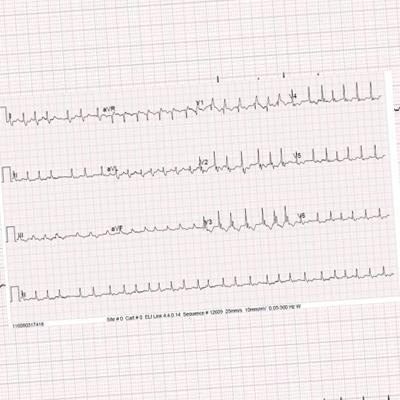 aVR V1 V4
II aVL V2 V5
III aVF V3 V6
II
110080317418 Site # 0 Cart # 0 ELI Link 4.4.0.14 Sequence # 12609 25mm/s 10mm/mV 0.05-300 Hz W